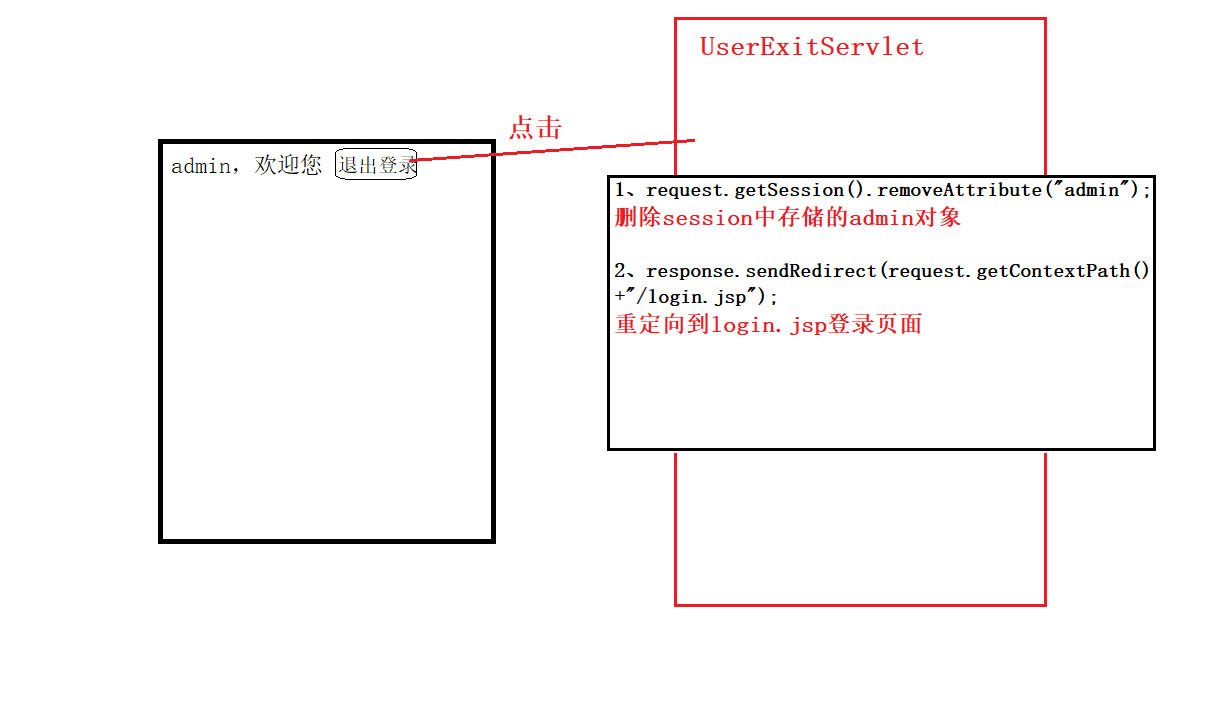 UserExitServlet
点击
admin，欢迎您 退出登录
1、request.getSession().removeAttribute("admin");
删除session中存储的admin对象
2、response.sendRedirect(request.getContextPath()
+"/login.jsp");
重定向到login.jsp登录页面